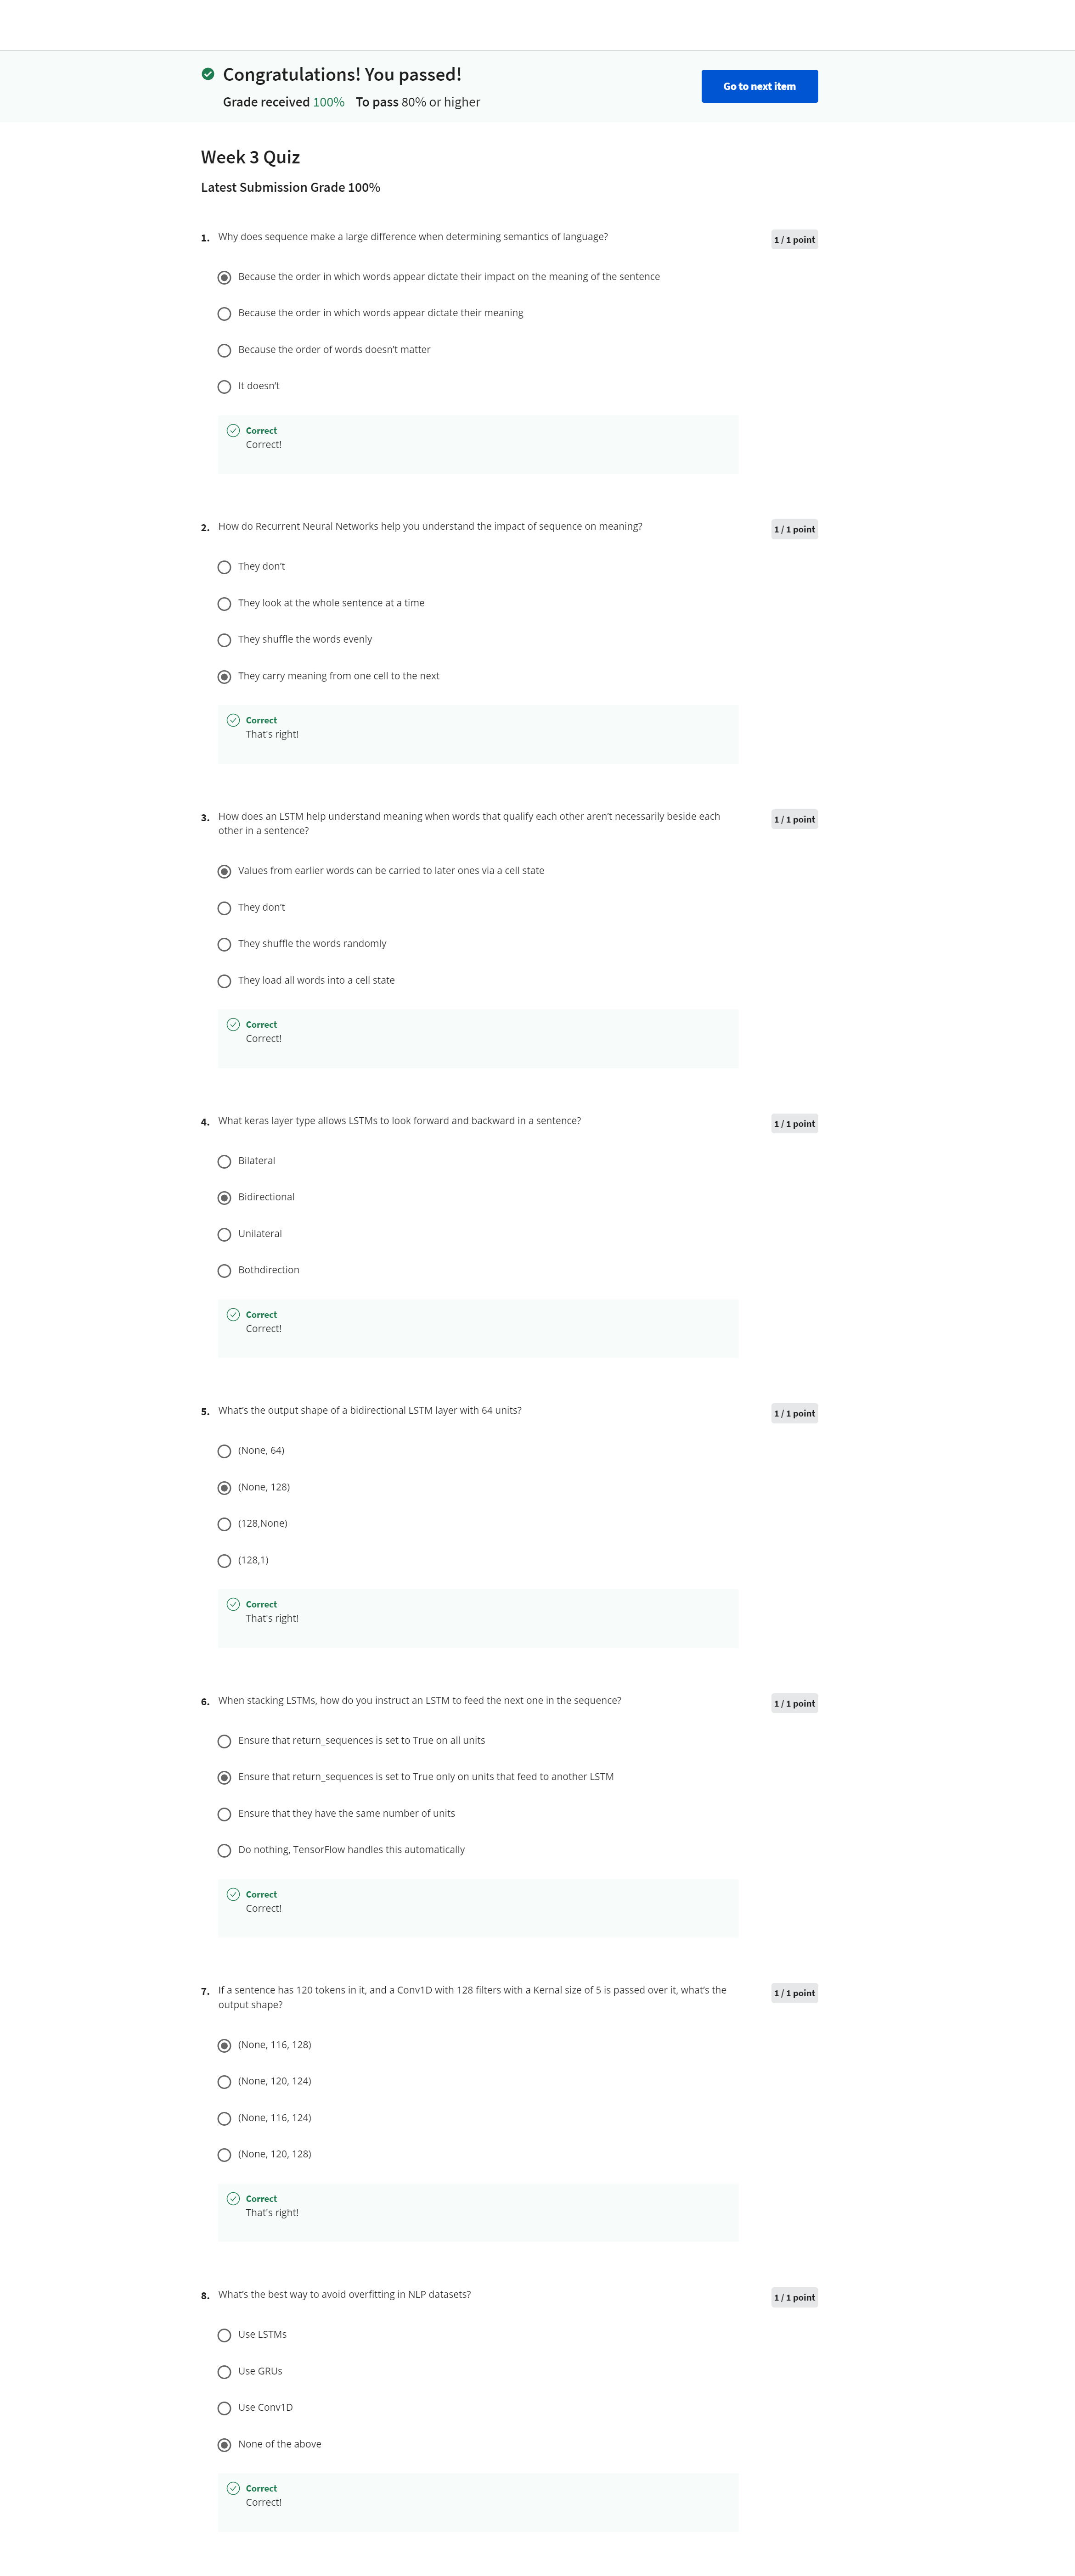 Congratulations! You passed!
Grade received 100% To pass 80% or higher
Go to next item
Week 3 Quiz
Latest Submission Grade 100%
1. Why does sequence make a large difference when determining semantics of language?
1 / 1 point
Because the order in which words appear dictate their impact on the meaning of the sentence
Because the order in which words appear dictate their meaning
Because the order of words doesn't matter
It doesn't
Correct
Correct!
2. How do Recurrent Neural Networks help you understand the impact of sequence on meaning?
1 / 1 point
They don't
They look at the whole sentence at a time
They shuffle the words evenly
They carry meaning from one cell to the next
Correct
That's right!
3. How does an LSTM help understand meaning when words that qualify each other aren't necessarily beside each
other in a sentence?
1 / 1 point
Values from earlier words can be carried to later ones via a cell state
They don't
They shuffle the words randomly
They load all words into a cell state
Correct
Correct!
4. What keras layer type allows LSTMs to look forward and backward in a sentence?
1 / 1 point
Bilateral
Bidirectional
Unilateral
Bothdirection
Correct
Correct!
5. What's the output shape of a bidirectional LSTM layer with 64 units?
1 / 1 point
(None, 64)
(None, 128)
(128,None)
(128,1)
Correct
That's right!
6. When stacking LSTMs, how do you instruct an LSTM to feed the next one in the sequence?
1 / 1 point
Ensure that return_sequences is set to True on all units
Ensure that return_sequences is set to True only on units that feed to another LSTM
Ensure that they have the same number of units
Do nothing, TensorFlow handles this automatically
Correct
Correct!
7. If a sentence has 120 tokens in it, and a Conv1D with 128 filters with a Kernal size of 5 is passed over it, what's the
output shape?
1 / 1 point
(None, 116, 128)
(None, 120, 124)
(None, 116, 124)
(None, 120, 128)
Correct
That's right!
8. What's the best way to avoid overfitting in NLP datasets?
1 / 1 point
Use LSTMs
Use GRUs
Use Conv1D
None of the above
Correct
Correct!